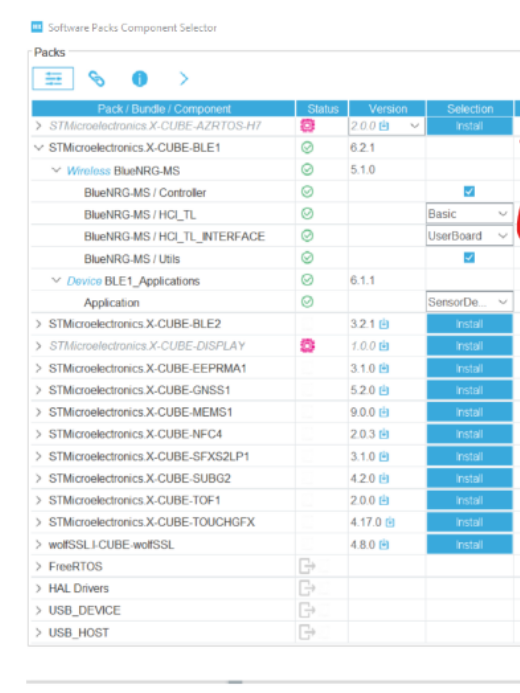 MX Software Packs Component Selector
Packs
Pack / Bundle / Component Status Version Selection
STMicroelectronics.X-CUBE-AZRTOS-H7 2.0.0 Install
STMicroelectronics.X-CUBE-BLE1 6.2.1
Wireless BlueNRG-MS 5.1.0
BlueNRG-MS / Controller
BlueNRG-MS / HCI_TL Basic
BlueNRG-MS / HCI_TL_INTERFACE UserBoard
BlueNRG-MS / Utils
Device BLE1_Applications 6.1.1
Application SensorDe...
STMicroelectronics.X-CUBE-BLE2 3.2.1 Install
STMicroelectronics.X-CUBE-DISPLAY 1.0.0 Install
STMicroelectronics.X-CUBE-EEPRMA1 3.1.0 Install
STMicroelectronics.X-CUBE-GNSS1 5.2.0 Install
STMicroelectronics.X-CUBE-MEMS1 9.0.0 Install
STMicroelectronics.X-CUBE-NFC4 2.0.3 Install
STMicroelectronics.X-CUBE-SFXS2LP1 3.1.0 Install
STMicroelectronics.X-CUBE-SUBG2 4.2.0 Install
STMicroelectronics.X-CUBE-TOF1 2.0.0 Install
STMicroelectronics.X-CUBE-TOUCHGFX 4.17.0 Install
wolfSSL.I-CUBE-wolfSSL 4.8.0 Install
FreeRTOS
HAL Drivers
USB_DEVICE
USB_HOST